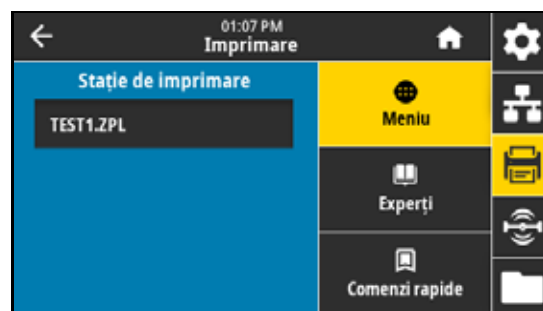 01:07 PM
Imprimare
Stație de imprimare
TEST1.ZPL
Meniu
Experți
Comenzi rapide